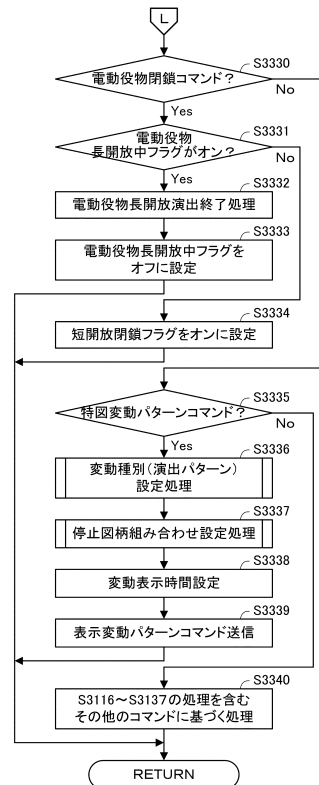 L
S3330
電動役物閉鎖コマンド？
No
Yes
S3331
電動役物
長開放中フラグがオン？
No
Yes
S3332
電動役物長開放演出終了処理
S3333
電動役物長開放中フラグを
オフに設定
S3334
短開放閉鎖フラグをオンに設定
S3335
特図変動パターンコマンド？
No
Yes
S3336
変動種別（演出パターン）
設定処理
S3337
停止図柄組み合わせ設定処理
S3338
変動表示時間設定
S3339
表示変動パターンコマンド送信
S3340
S3116～S3137の処理を含む
その他のコマンドに基づく処理
RETURN